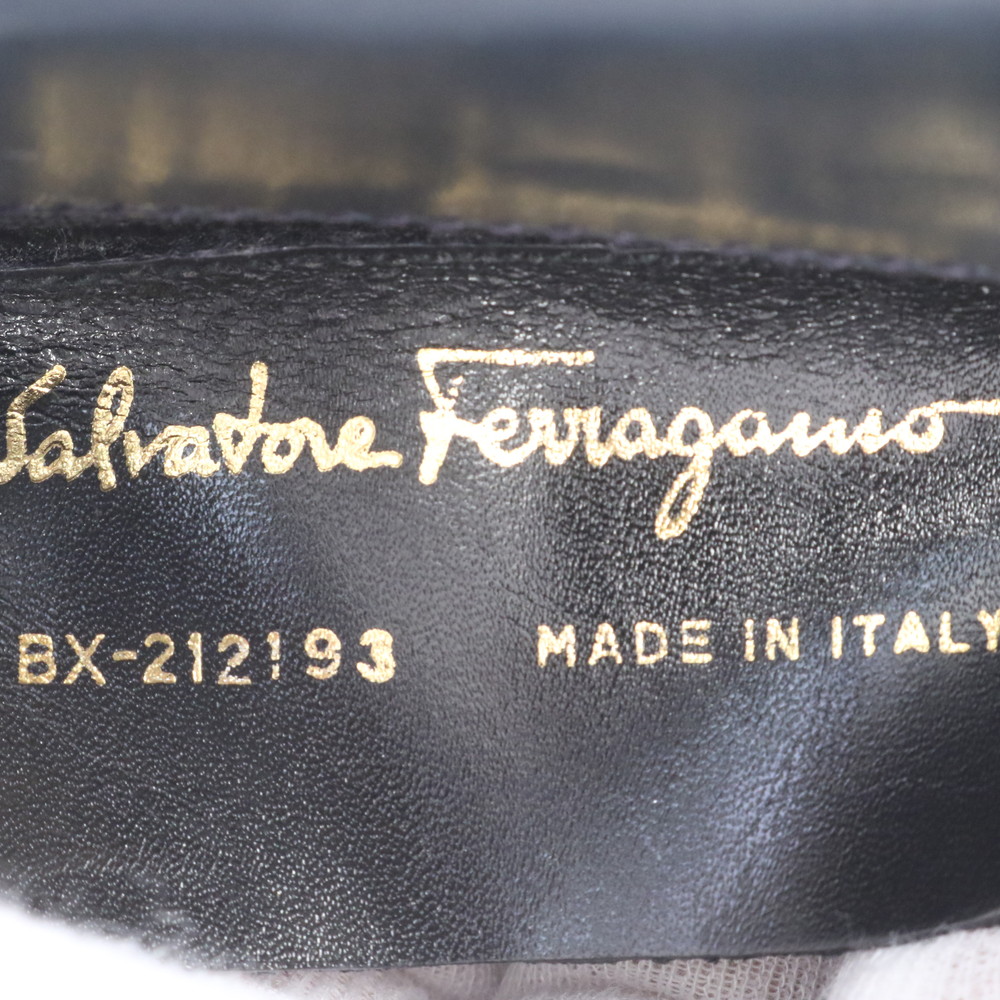 Salvatore Ferragamo
BX-212193 MADE IN ITALY